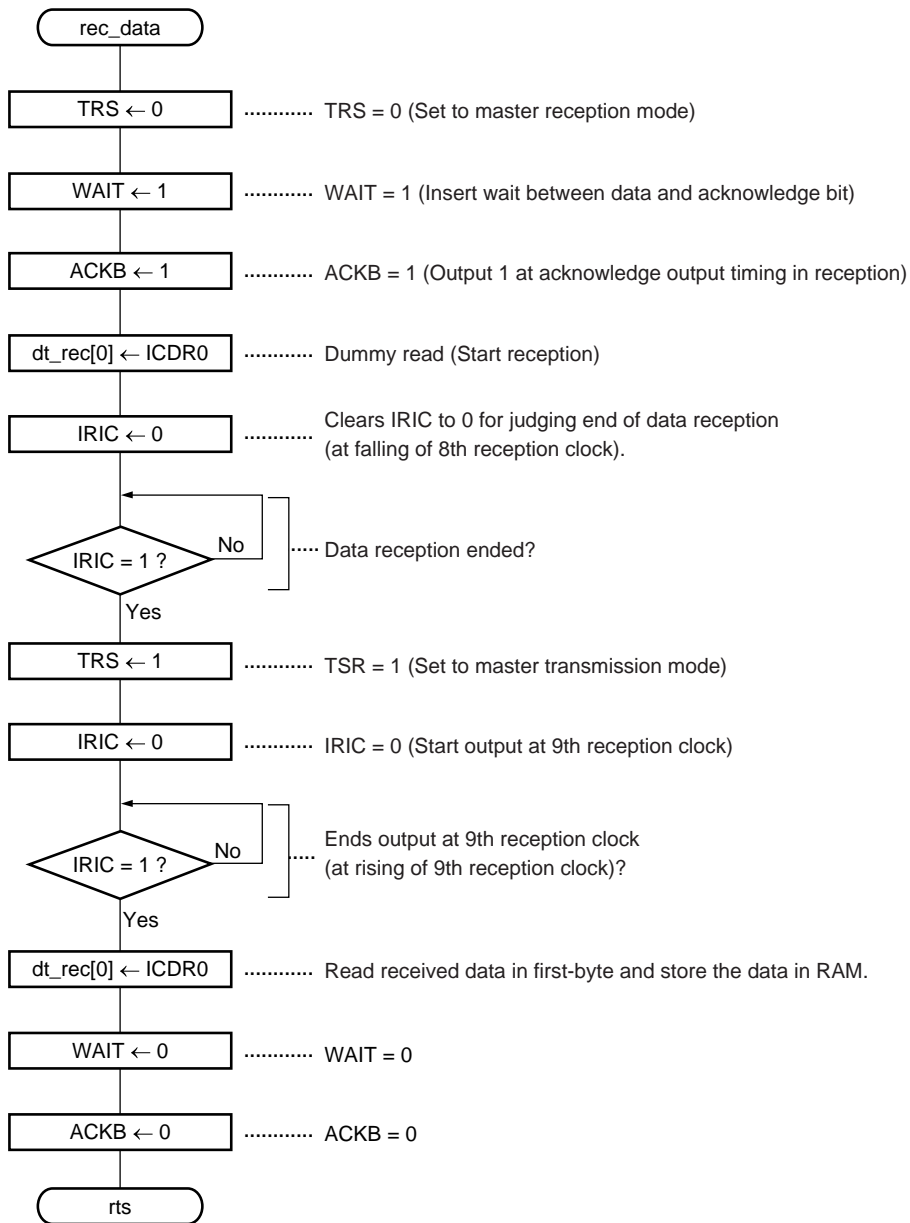 rec_data
TRS ← 0 ............ TRS = 0 (Set to master reception mode)
WAIT ← 1 ............ WAIT = 1 (Insert wait between data and acknowledge bit)
ACKB ← 1 ............ ACKB = 1 (Output 1 at acknowledge output timing in reception)
dt_rec[0] ← ICDR0 ............ Dummy read (Start reception)
IRIC ← 0 ............ Clears IRIC to 0 for judging end of data reception
(at falling of 8th reception clock).
IRIC = 1 ? No ..... Data reception ended?
Yes
TRS ← 1 ............ TSR = 1 (Set to master transmission mode)
IRIC ← 0 ............ IRIC = 0 (Start output at 9th reception clock)
IRIC = 1 ? No ..... Ends output at 9th reception clock
(at rising of 9th reception clock)?
Yes
dt_rec[0] ← ICDR0 ............ Read received data in first-byte and store the data in RAM.
WAIT ← 0 ............ WAIT = 0
ACKB ← 0 ............ ACKB = 0
rts